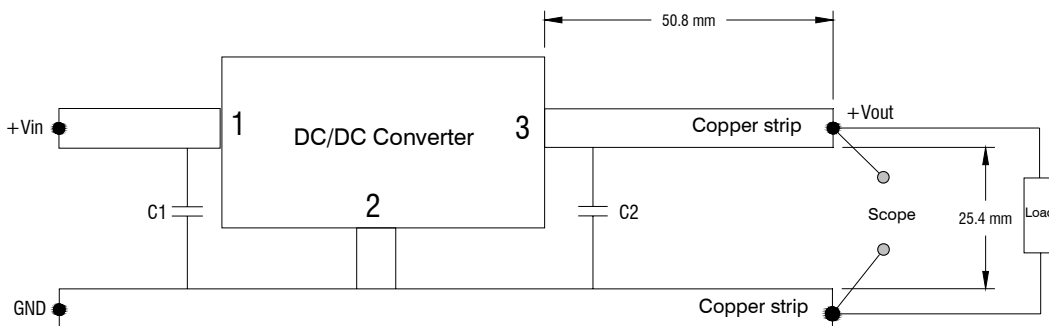 50.8 mm
+Vin
1
DC/DC Converter
3
Copper strip
+Vout
2
C1
C2
Scope
25.4 mm
Load
GND
Copper strip